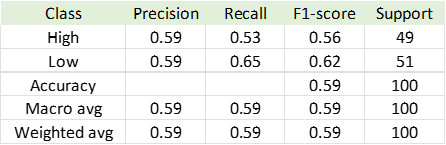 Class Precision Recall F1-score Support
High 0.59 0.53 0.56 49
Low 0.59 0.65 0.62 51
Accuracy 0.59 100
Macro avg 0.59 0.59 0.59 100
Weighted avg 0.59 0.59 0.59 100